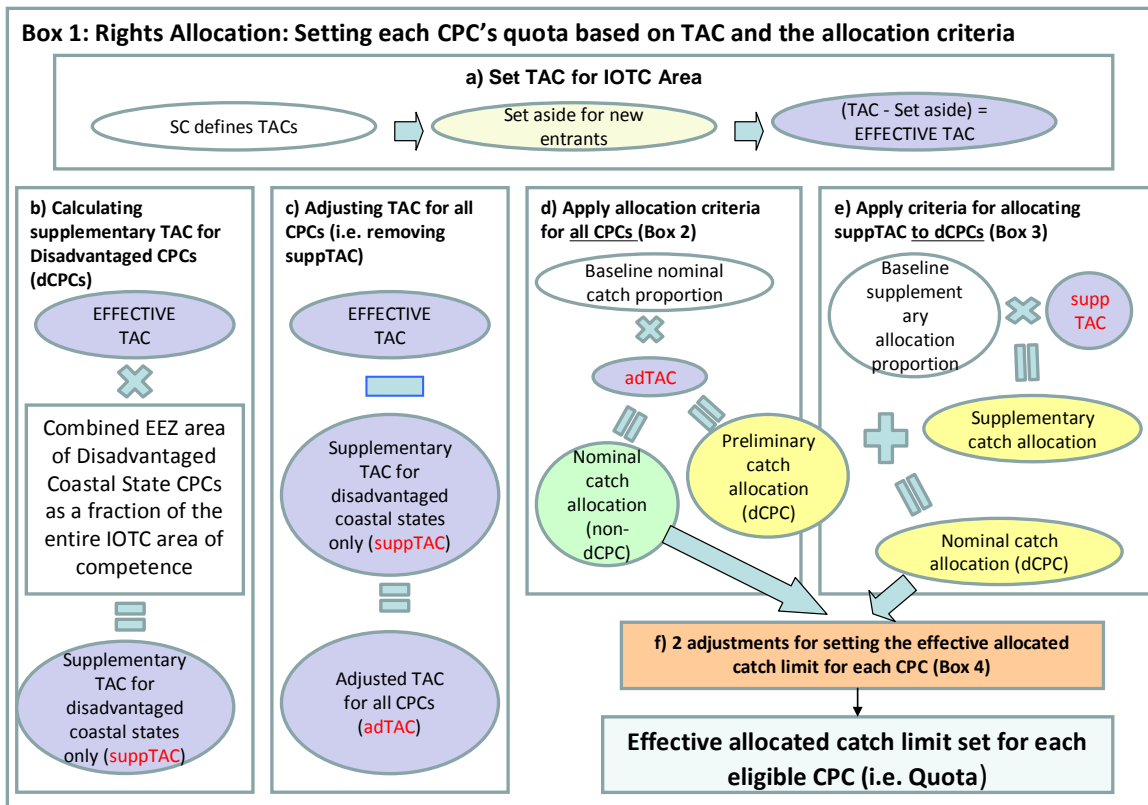 Box 1: Rights Allocation: Setting each CPC's quota based on TAC and the allocation criteria
a) Set TAC for IOTC Area
SC defines TACs
Set aside for new
entrants
(TAC - Set aside) =
EFFECTIVE TAC
b) Calculating
supplementary TAC for
Disadvantaged CPCs
(dCPCs)
EFFECTIVE
TAC
Combined EEZ area
of Disadvantaged
Coastal State CPCs
as a fraction of the
entire IOTC area of
competence
Supplementary
TAC for
disadvantaged
coastal states
only (suppTAC)
c) Adjusting TAC for all
CPCs (i.e. removing
suppTAC)
EFFECTIVE
TAC
Supplementary
TAC for
disadvantaged
coastal states
only (suppTAC)
Adjusted TAC
for all CPCs
(adTAC)
d) Apply allocation criteria
for all CPCs (Box 2)
Baseline nominal
catch proportion
adTAC
Nominal
catch
allocation
(non-
dCPC)
Preliminary
catch
allocation
(dCPC)
e) Apply criteria for allocating
suppTAC to dCPCs (Box 3)
Baseline
supplement
ary
allocation
proportion
supp
TAC
Supplementary
catch allocation
Nominal catch
allocation (dCPC)
f) 2 adjustments for setting the effective allocated
catch limit for each CPC (Box 4)
Effective allocated catch limit set for each
eligible CPC (i.e. Quota)